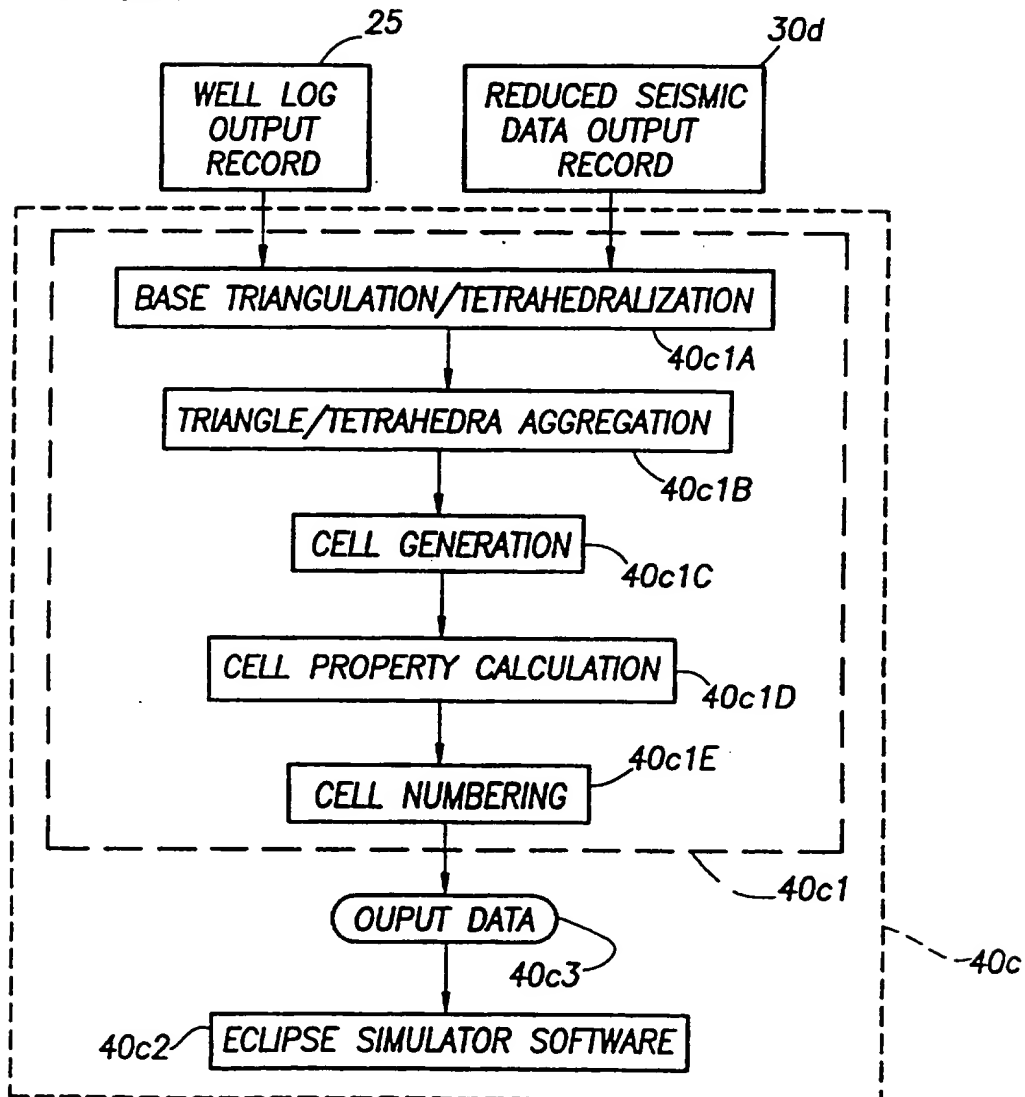 25
30d
WELL LOG
OUTPUT
RECORD
REDUCED SEISMIC
DATA OUTPUT
RECORD
BASE TRIANGULATION/TETRAHEDRALIZATION
40c1A
TRIANGLE/TETRAHEDRA AGGREGATION
40c1B
CELL GENERATION
40c1C
CELL PROPERTY CALCULATION
40c1D
40c1E
CELL NUMBERING
40c1
OUPUT DATA
40c3
40c
40c2
ECLIPSE SIMULATOR SOFTWARE